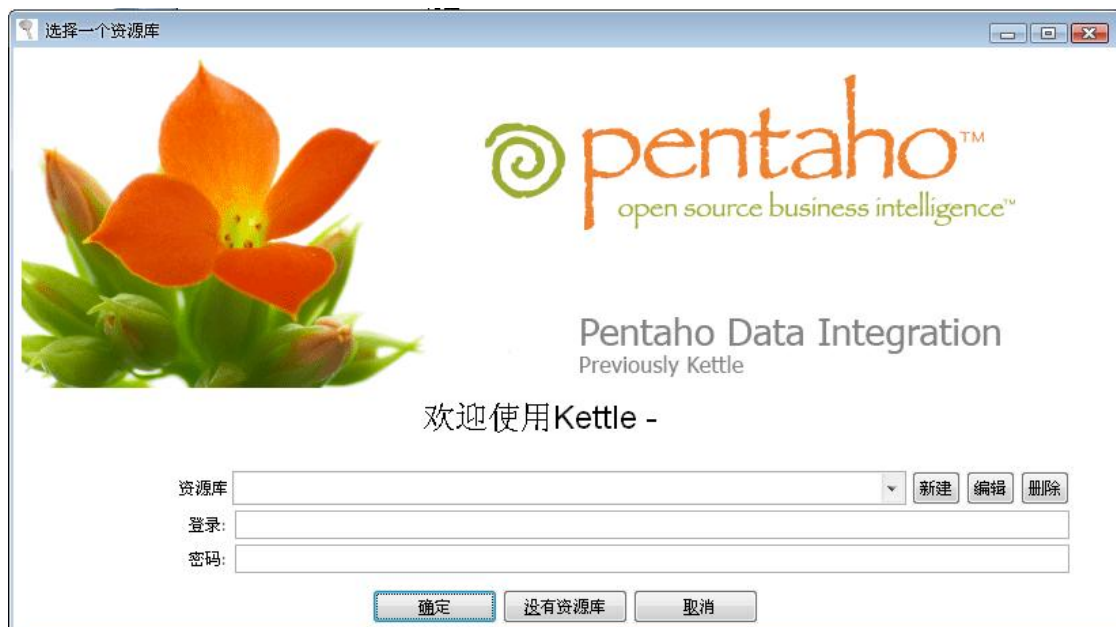 选择一个资源库
pentaho™
open source business intelligence™
Pentaho Data Integration
Previously Kettle
欢迎使用Kettle -
资源库 新建 编辑 删除
登录:
密码:
确定 没有资源库 取消